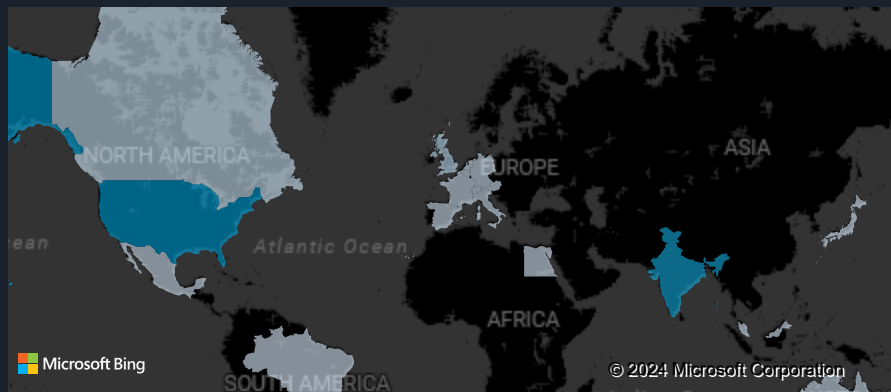 NORTH AMERICA
EUROPE
ASIA
ean
Atlantic Ocean
AFRICA
Microsoft Bing
© 2024 Microsoft Corporation
SOUTH AMERICA